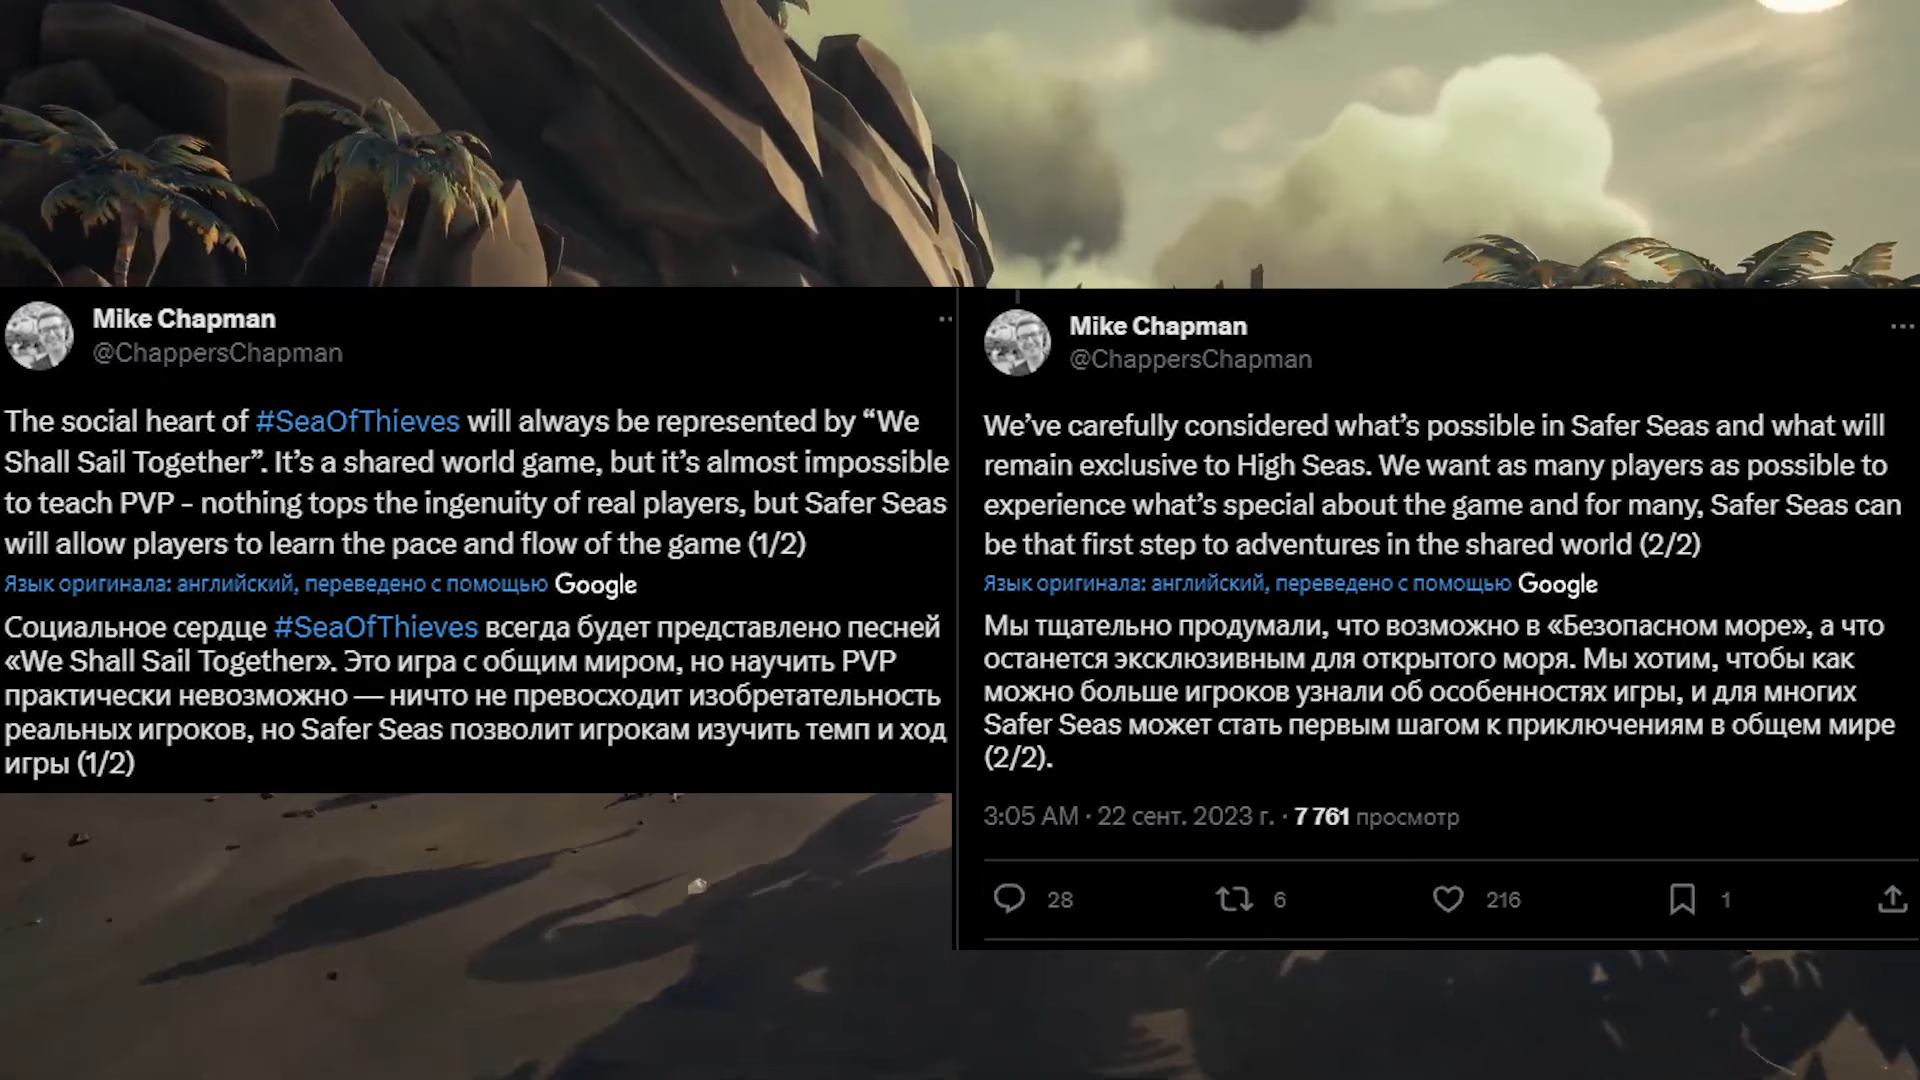 Mike Chapman
@ChappersChapman
The social heart of #SeaOfThieves will always be represented by “We
Shall Sail Together”. It’s a shared world game, but it’s almost impossible
to teach PVP - nothing tops the ingenuity of real players, but Safer Seas
will allow players to learn the pace and flow of the game (1/2)
Язык оригинала: английский, переведено с помощью Google
Социальное сердце #SeaOfThieves всегда будет представлено песней
«We Shall Sail Together». Это игра с общим миром, но научить PVP
практически невозможно — ничто не превосходит изобретательность
реальных игроков, но Safer Seas позволит игрокам изучить темп и ход
игры (1/2)
Mike Chapman
@ChappersChapman
We’ve carefully considered what’s possible in Safer Seas and what will
remain exclusive to High Seas. We want as many players as possible to
experience what’s special about the game and for many, Safer Seas can
be that first step to adventures in the shared world (2/2)
Язык оригинала: английский, переведено с помощью Google
Мы тщательно продумали, что возможно в «Безопасном море», а что
останется эксклюзивным для открытого моря. Мы хотим, чтобы как
можно больше игроков узнали об особенностях игры, и для многих
Safer Seas может стать первым шагом к приключениям в общем мире
(2/2).
3:05 AM · 22 сент. 2023 г. · 7 761 просмотр
28 6 216 1